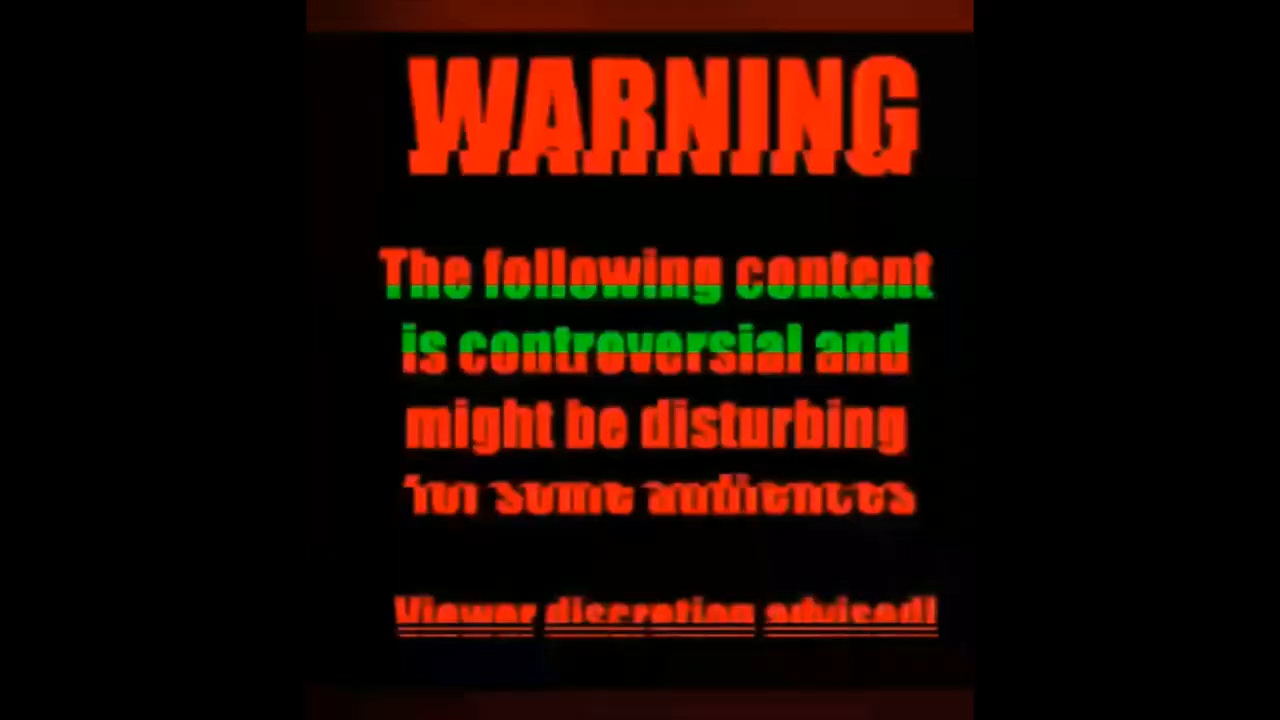 WARNING
The following content
is controversial and
might be disturbing
for some audiences
Viewer discretion advised!